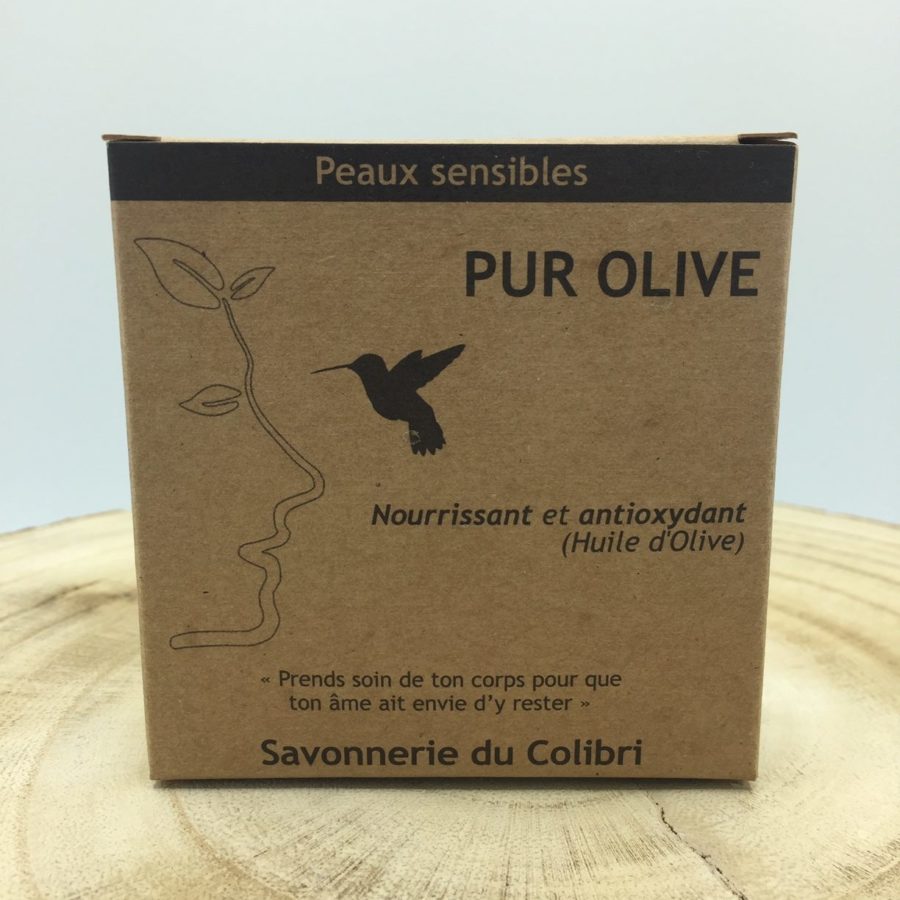 Peaux sensibles
PUR OLIVE
Nourrissant et antioxydant
(Huile d'Olive)
« Prends soin de ton corps pour que
ton âme ait envie d’y rester »
Savonnerie du Colibri